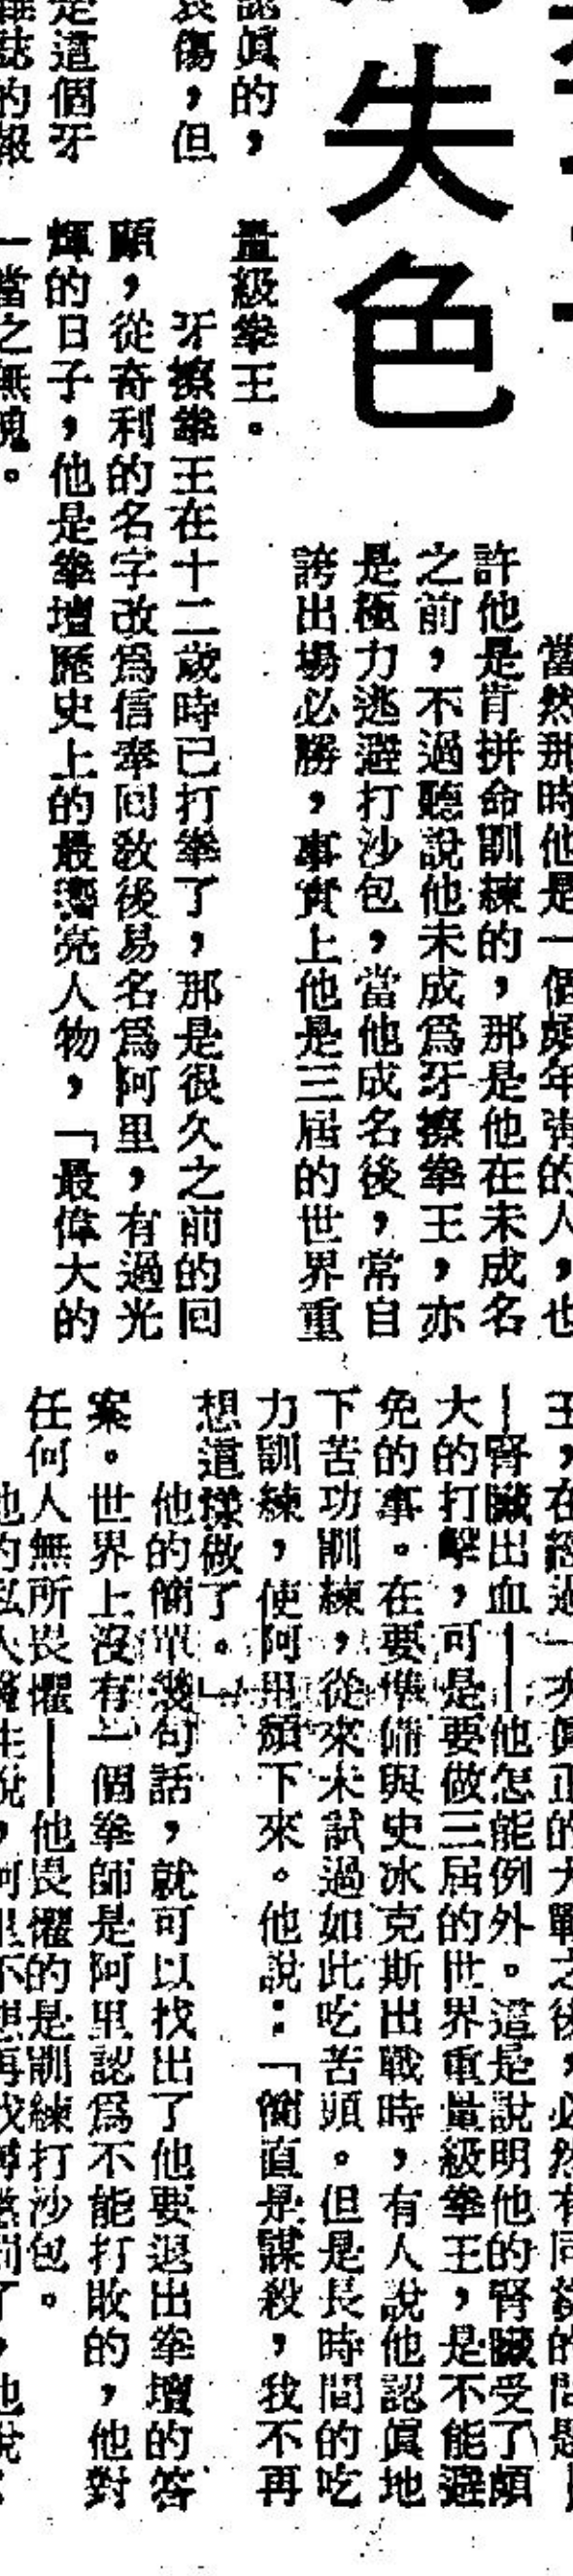 失色
認眞的，
哀傷，但
是這個牙
的報
當然那時他是一個頗年靑的人，也
許他是肯拼命訓練的，那是他在未成名
之前，不過聽說他未成爲牙擦拳王，亦
是極力逃避打沙包，當他成名後，常自
誇出場必勝，事實上他是三屆的世界重
量級拳王。
牙擦拳王在十二歲時已打拳了，那是很久之前的回
顧，從奇利的名字改爲信奉回敎後易名爲阿里，有過光
輝的日子，他是拳壇歷史上的最響亮人物，「最偉大的
一當之無愧。
王，在經過一次眞正的大戰之後，必然有同樣的問題
—腎臟出血——他怎能例外。這是說明他的腎臟受了頗
大的打擊，可是要做三屆的世界重量級拳王，是不能避
免的事。在要準備與史冰克斯出戰時，有人說他認眞地
下苦功訓練，從來未試過如此吃苦頭。但是長時間的吃
力訓練，使阿里頹下來。他說：「簡直是謀殺，我不再
想這樣做了。」
他的簡單幾句話，就可以找出了他要退出拳壇的答
案。世界上沒有一個拳師是阿里認爲不能打敗的，他對
任何人無所畏懼——他畏懼的是訓練打沙包。
他的私人醫生說，阿里不想再找